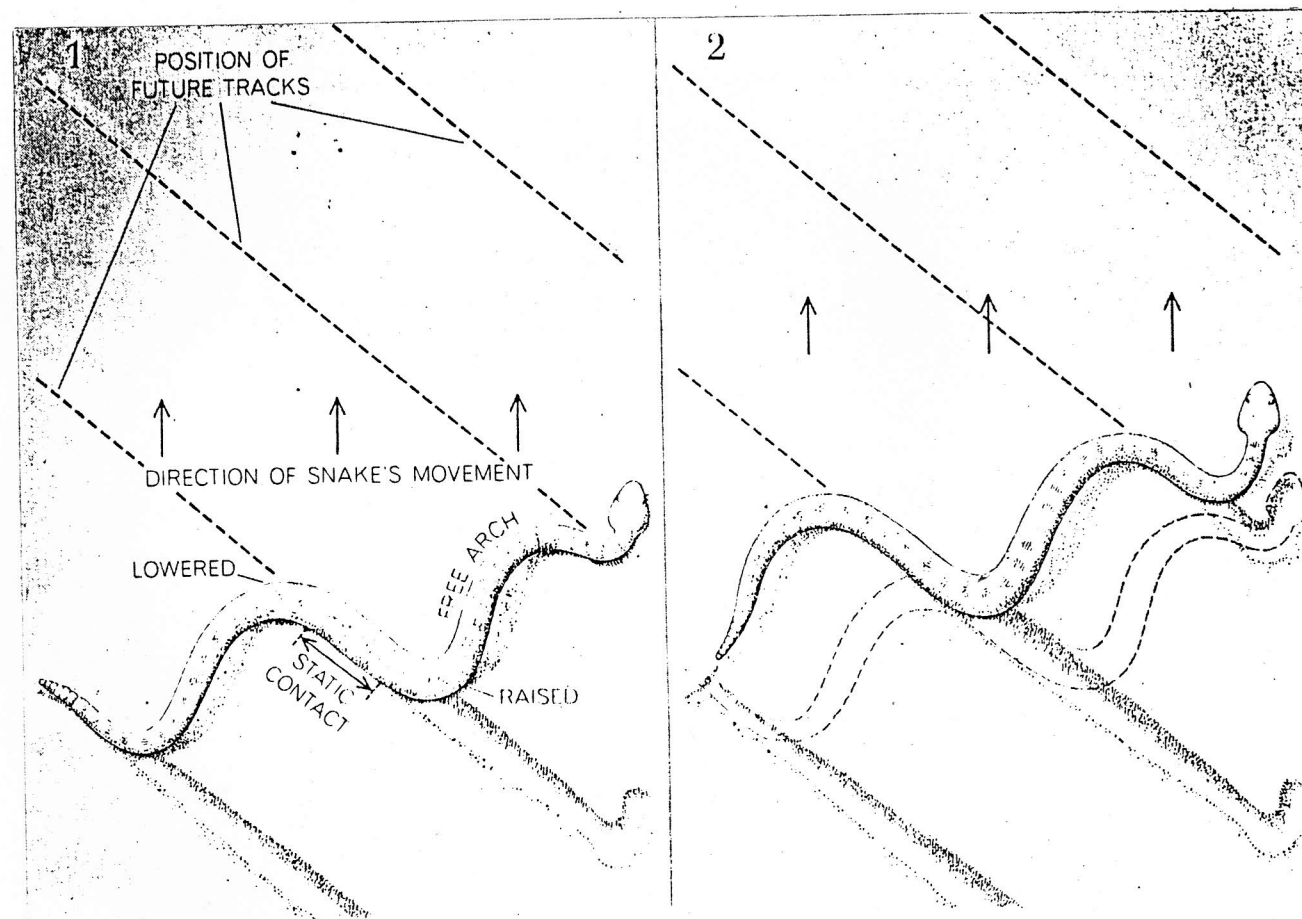 1
POSITION OF
FUTURE TRACKS
DIRECTION OF SNAKE'S MOVEMENT
LOWERED
FREE ARCH
STATIC
CONTACT
RAISED
2